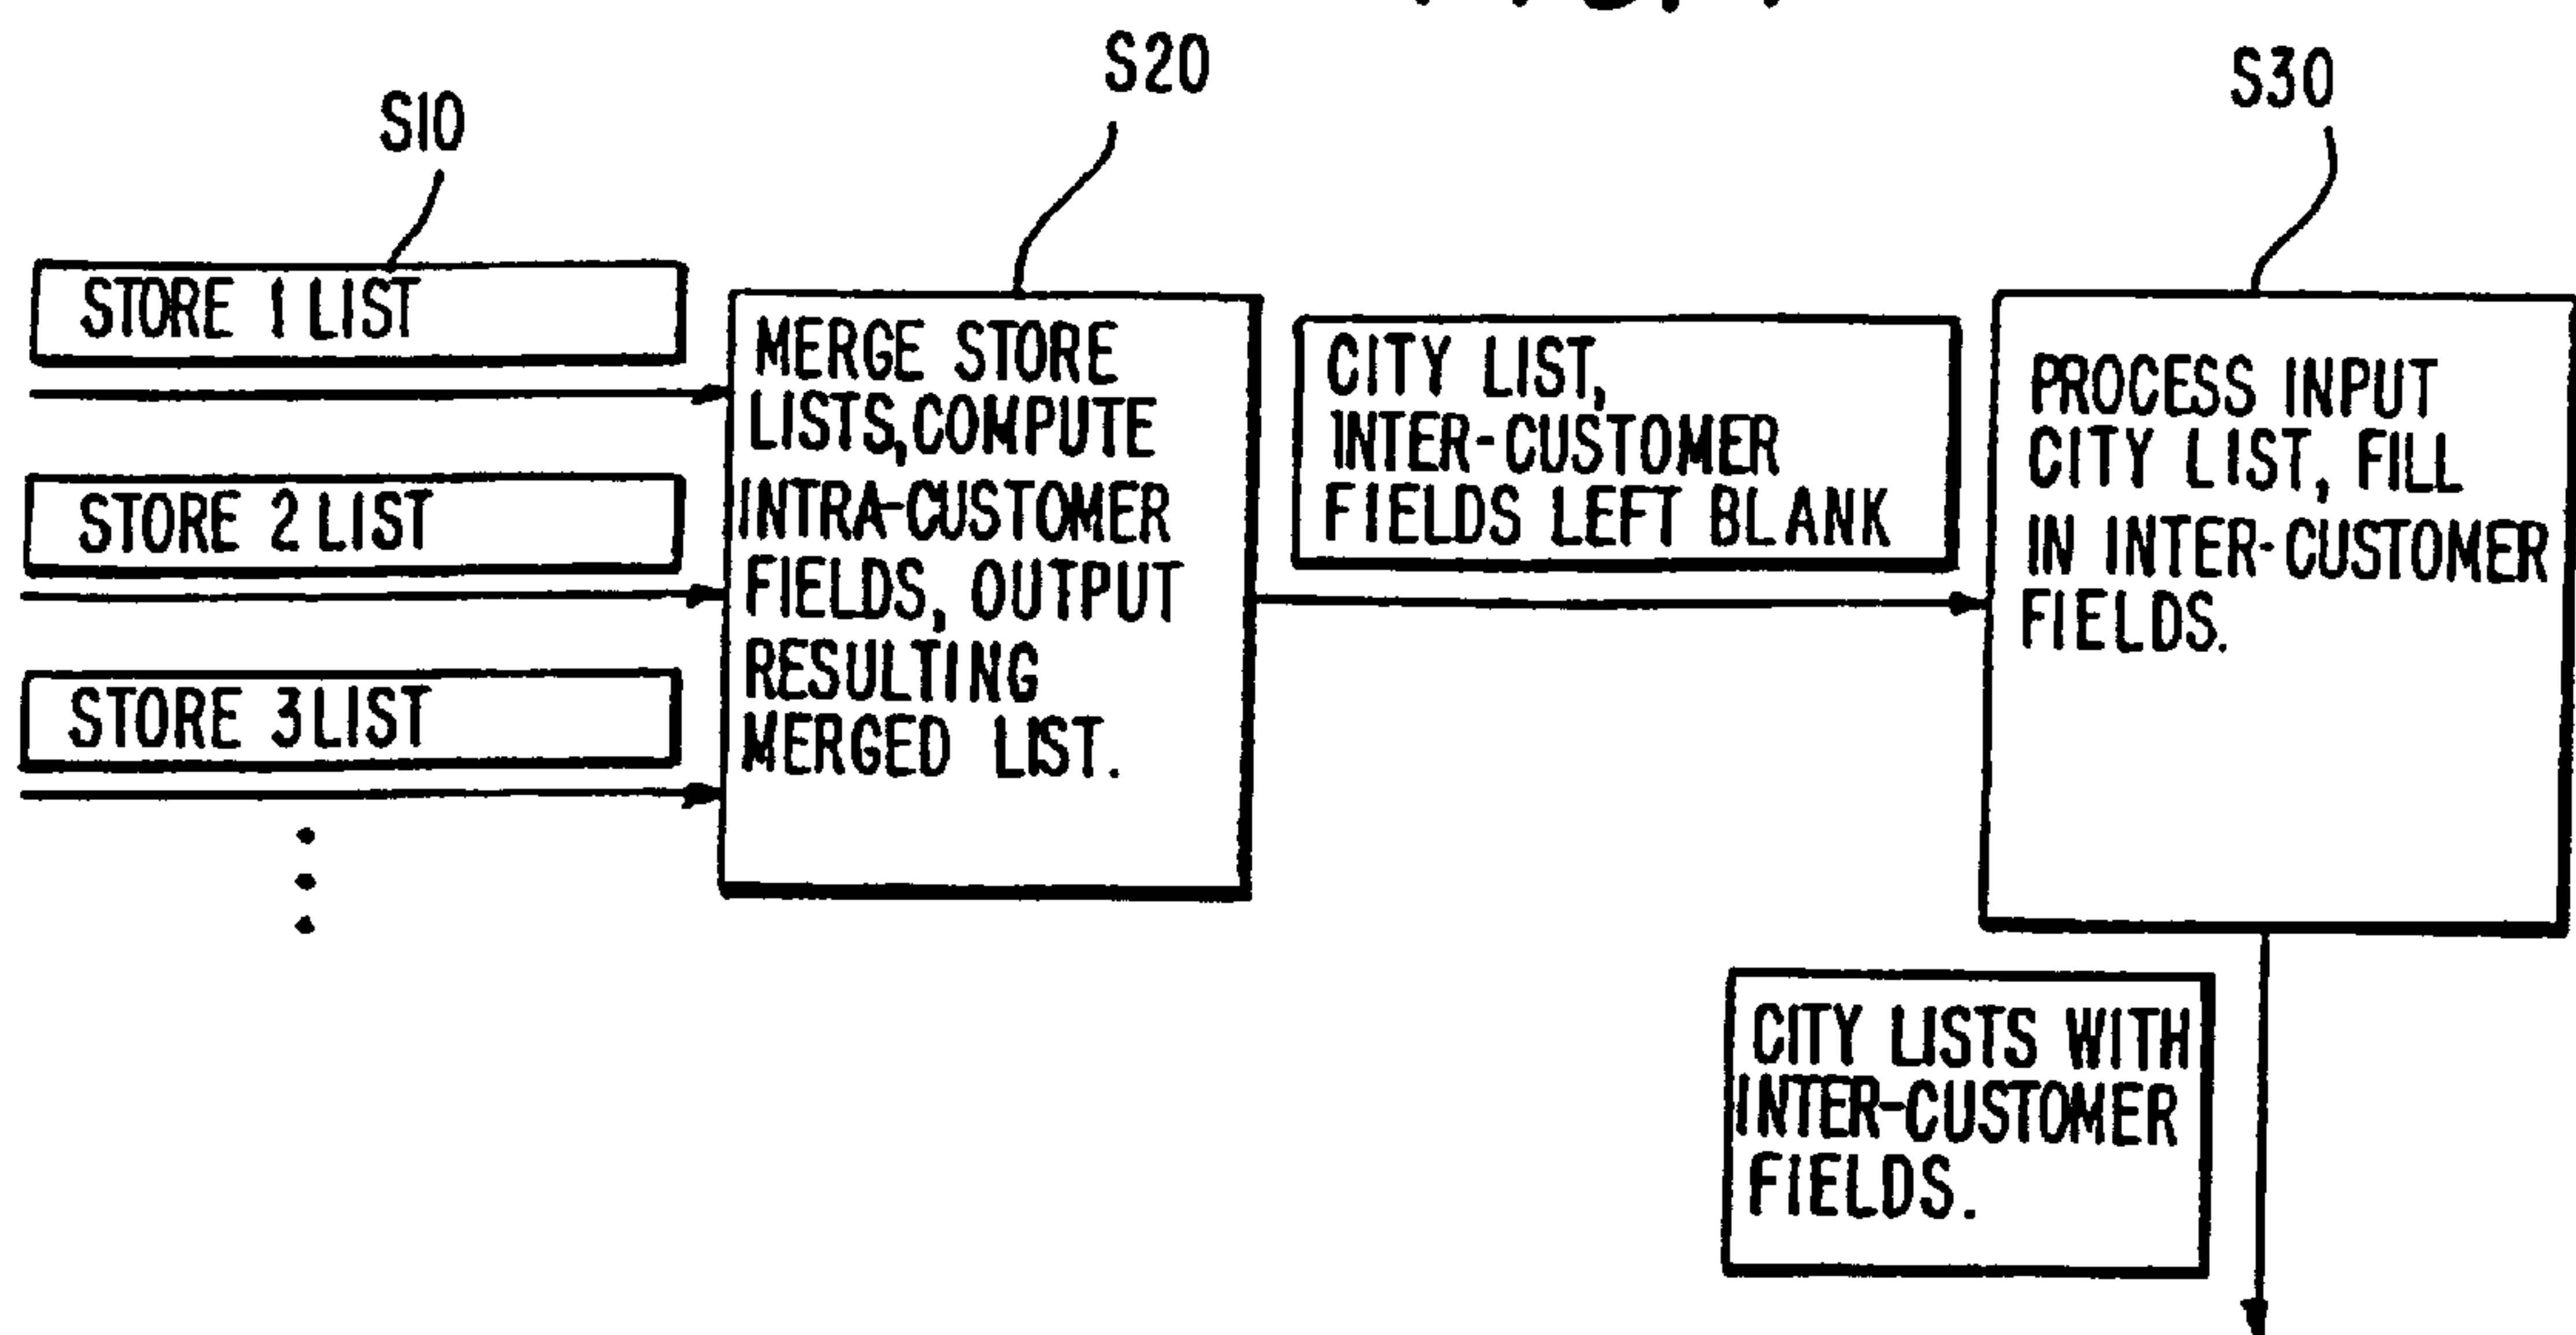 S10
S20
S30
STORE 1 LIST
STORE 2 LIST
STORE 3 LIST
MERGE STORE
LISTS, COMPUTE
INTRA-CUSTOMER
FIELDS, OUTPUT
RESULTING
MERGED LIST.
CITY LIST,
INTER-CUSTOMER
FIELDS LEFT BLANK
PROCESS INPUT
CITY LIST, FILL
IN INTER-CUSTOMER
FIELDS.
CITY LISTS WITH
INTER-CUSTOMER
FIELDS.